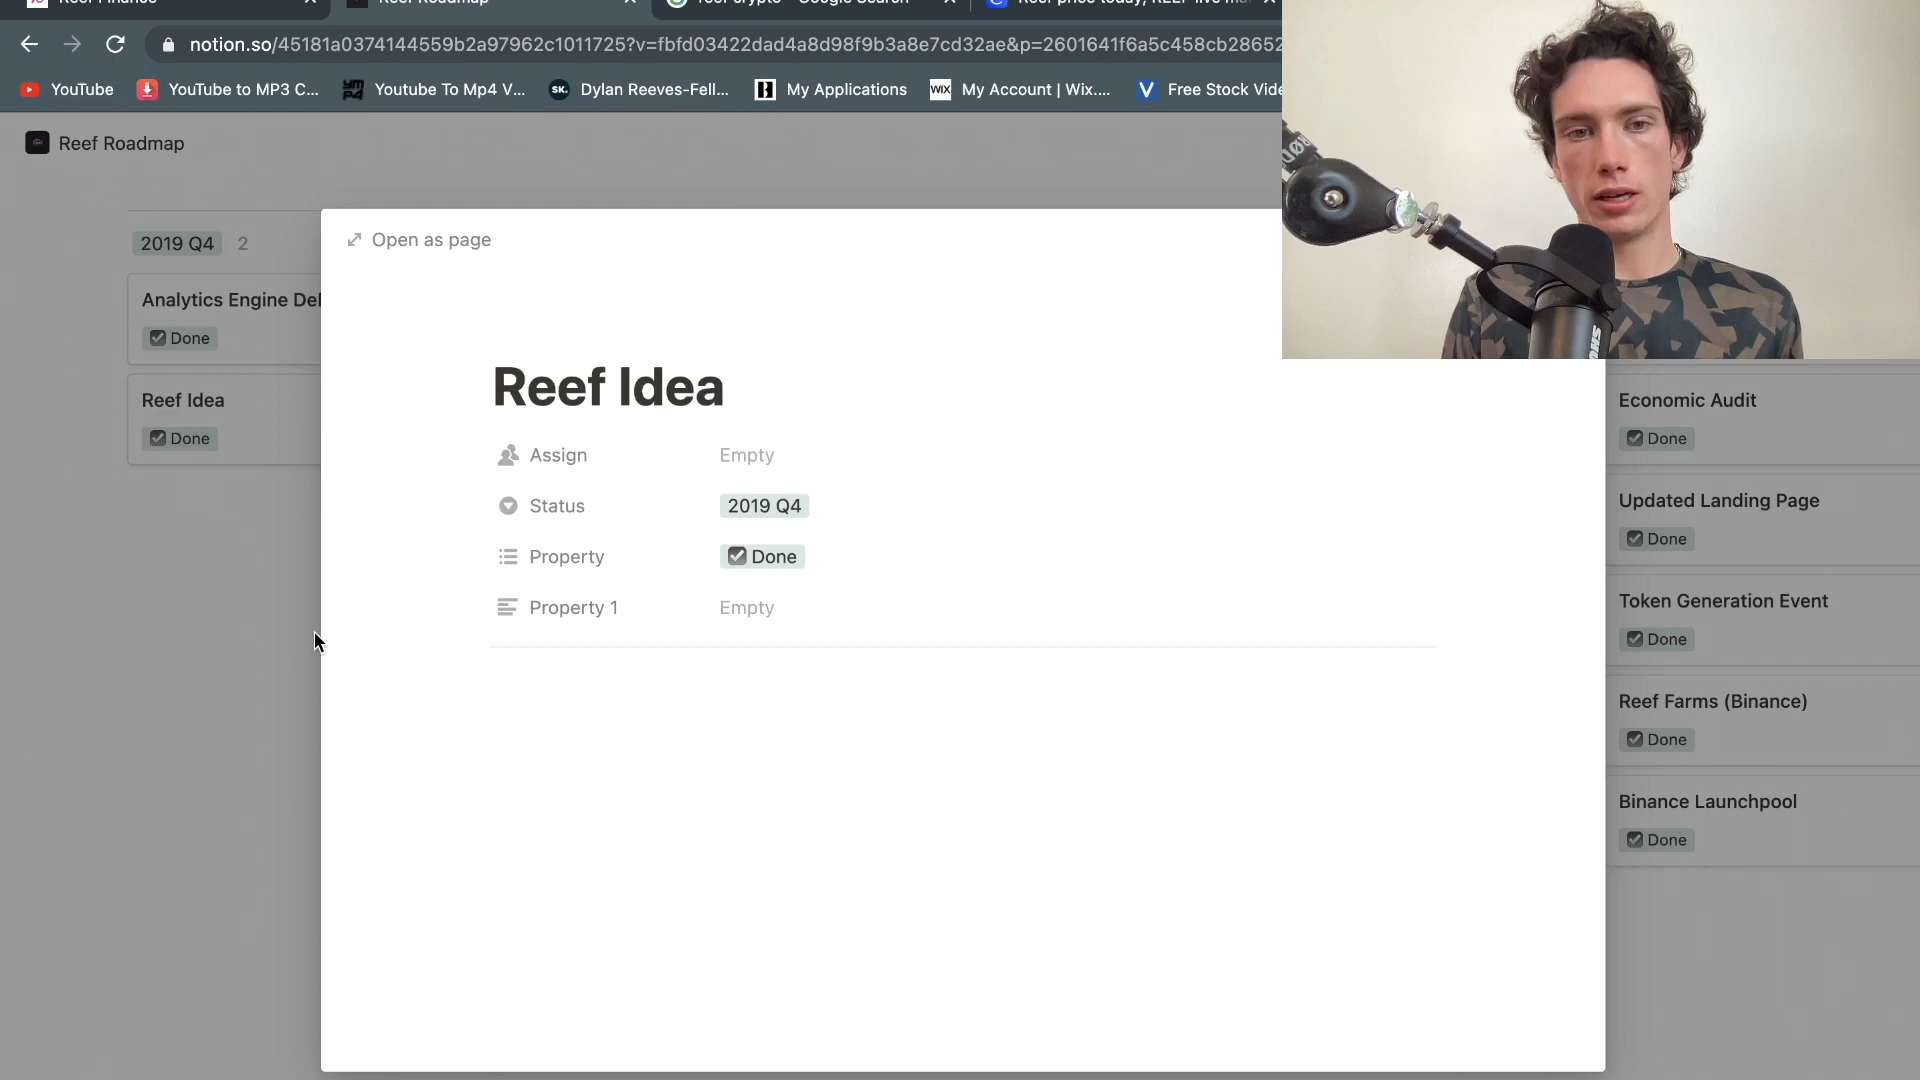 Reef Finance
Reef Roadmap
reef crypto - Google Search
Reef price today, REEF live ma
notion.so/45181a0374144559b2a97962c1011725?v=fbfd03422dad4a8d98f9b3a8e7cd32ae&p=2601641f6a5c458cb28652
YouTube
YouTube to MP3 C...
Youtube To Mp4 V...
SK.
Dylan Reeves-Fell...
My Applications
WIX
My Account | Wix....
Free Stock Vide
Reef Roadmap
2019 Q4 2
Analytics Engine Del
Done
Reef Idea
Done
Open as page
Reef Idea
Assign Empty
Status 2019 Q4
Property Done
Property 1 Empty
Economic Audit
Done
Updated Landing Page
Done
Token Generation Event
Done
Reef Farms (Binance)
Done
Binance Launchpool
Done